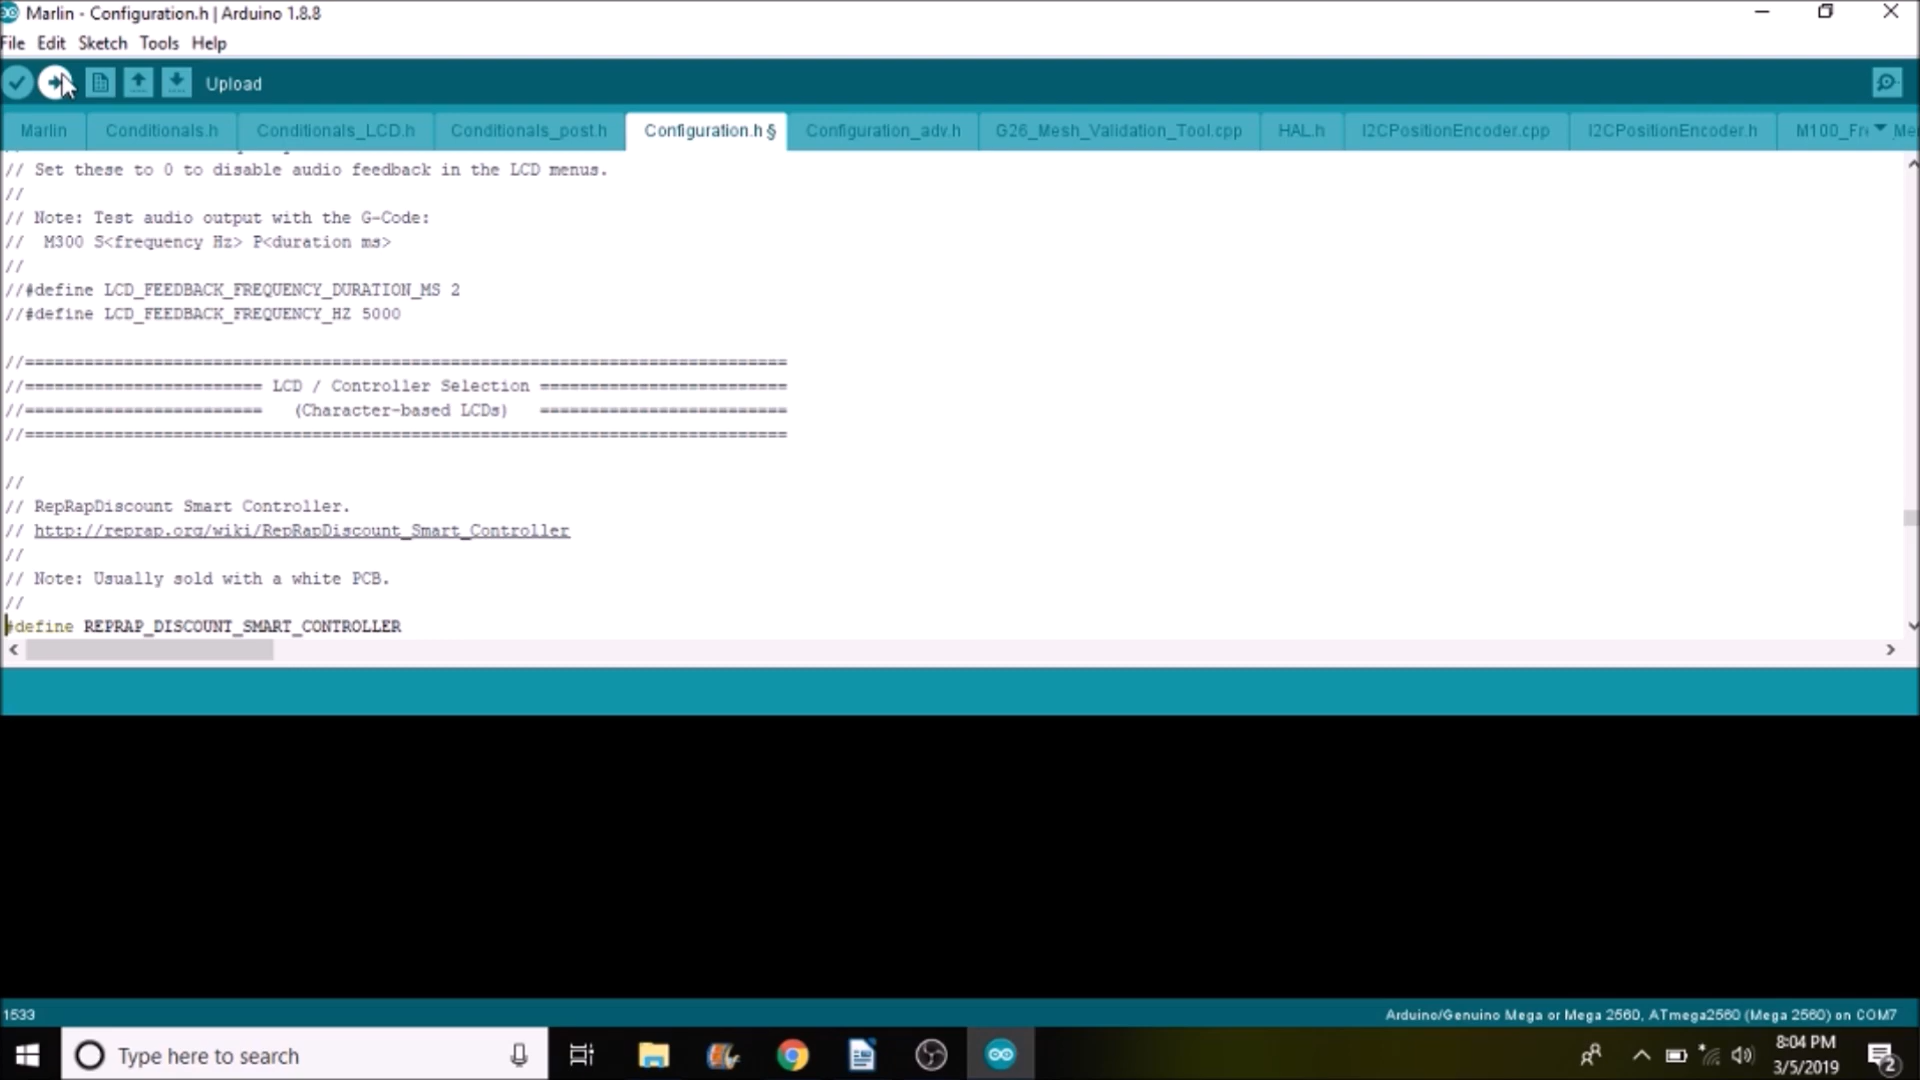 Marlin - Configuration.h | Arduino 1.8.8
File Edit Sketch Tools Help
Upload
Marlin Conditionals.h Conditionals_LCD.h Conditionals_post.h Configuration.h § Configuration_adv.h G26_Mesh_Validation_Tool.cpp HAL.h I2CPositionEncoder.cpp I2CPositionEncoder.h
// Set these to 0 to disable audio feedback in the LCD menus.
//
// Note: Test audio output with the G-Code:
//  M300 S<frequency Hz> P<duration ms>
//
//#define LCD_FEEDBACK_FREQUENCY_DURATION_MS 2
//#define LCD_FEEDBACK_FREQUENCY_HZ 5000
//=============================================================================
//======================== LCD / Controller Selection =========================
//========================   (Character-based LCDs)   =========================
//=============================================================================
//
// RepRapDiscount Smart Controller.
// http://reprap.org/wiki/RepRapDiscount_Smart_Controller
//
// Note: Usually sold with a white PCB.
//
#define REPRAP_DISCOUNT_SMART_CONTROLLER
1533 Arduino/Genuino Mega or Mega 2560, ATmega2560 (Mega 2560) on COM7
Type here to search
8:04 PM
3/5/2019
2